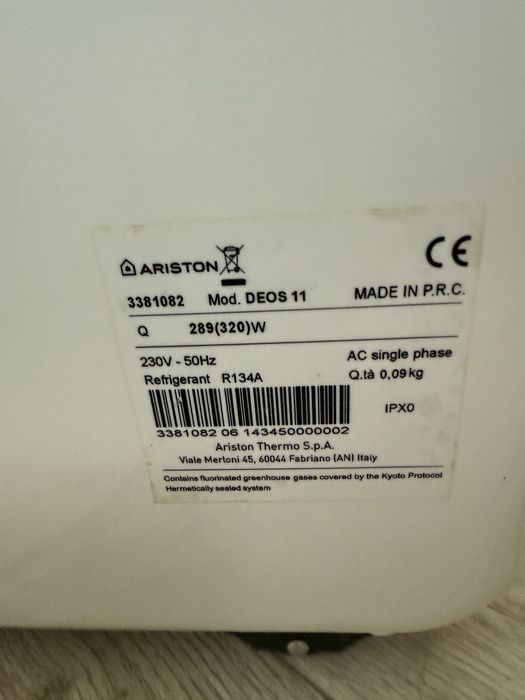 ARISTON CE
3381082 Mod. DEOS 11 MADE IN P.R.C.
Q 289(320)W
230V - 50Hz AC single phase
Refrigerant R134A Q.tà 0,09kg
IPX0
3381082 06 143450000002
Ariston Thermo S.p.A.
Viale Merloni 45, 60044 Fabriano (AN) Italy
Contains fluorinated greenhouse gases covered by the Kyoto Protocol
Hermetically sealed system